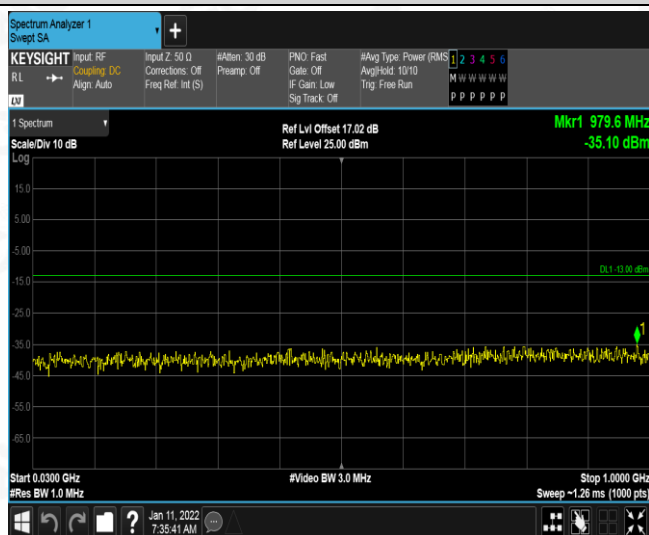 Spectrum Analyzer 1
Swept SA
+
KEYSIGHT
RL
LXI
Input: RF
Coupling: DC
Align: Auto
Input Z: 50 Ω
Corrections: Off
Freq Ref: Int (S)
#Atten: 30 dB
Preamp: Off
PNO: Fast
Gate: Off
IF Gain: Low
Sig Track: Off
#Avg Type: Power (RMS
Avg|Hold: 10/10
Trig: Free Run
1 2 3 4 5 6
M W W W W W
P P P P P P
1 Spectrum
Scale/Div 10 dB
Ref Lvl Offset 17.02 dB
Ref Level 25.00 dBm
Mkr1 979.6 MHz
-35.10 dBm
Log
15.0
5.00
-5.00
DL1 -13.00 dBm
-15.0
-25.0
1
-35.0
-45.0
-55.0
-65.0
Start 0.0300 GHz
#Res BW 1.0 MHz
#Video BW 3.0 MHz
Stop 1.0000 GHz
Sweep ~1.26 ms (1000 pts)
?
Jan 11, 2022
7:35:41 AM